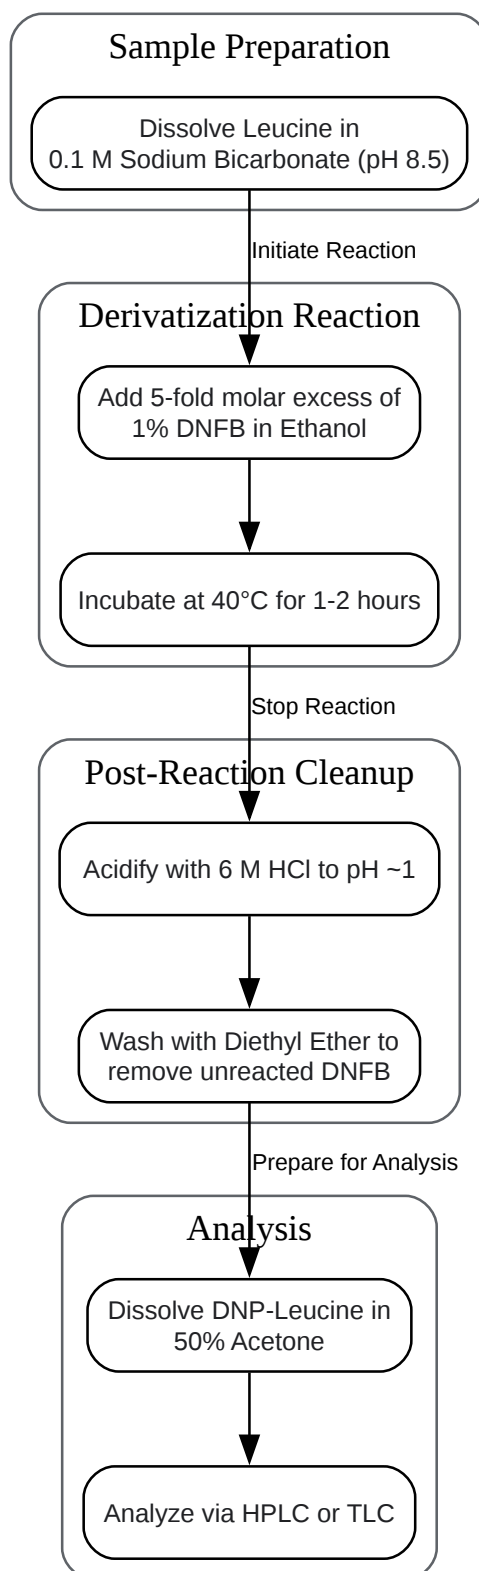 Sample Preparation
Dissolve Leucine in
0.1 M Sodium Bicarbonate (pH 8.5)
Initiate Reaction
Derivatization Reaction
Add 5-fold molar excess of
1% DNFB in Ethanol
Incubate at 40°C for 1-2 hours
Stop Reaction
Post-Reaction Cleanup
Acidify with 6 M HCl to pH ~1
Wash with Diethyl Ether to
remove unreacted DNFB
Prepare for Analysis
Analysis
Dissolve DNP-Leucine in
50% Acetone
Analyze via HPLC or TLC